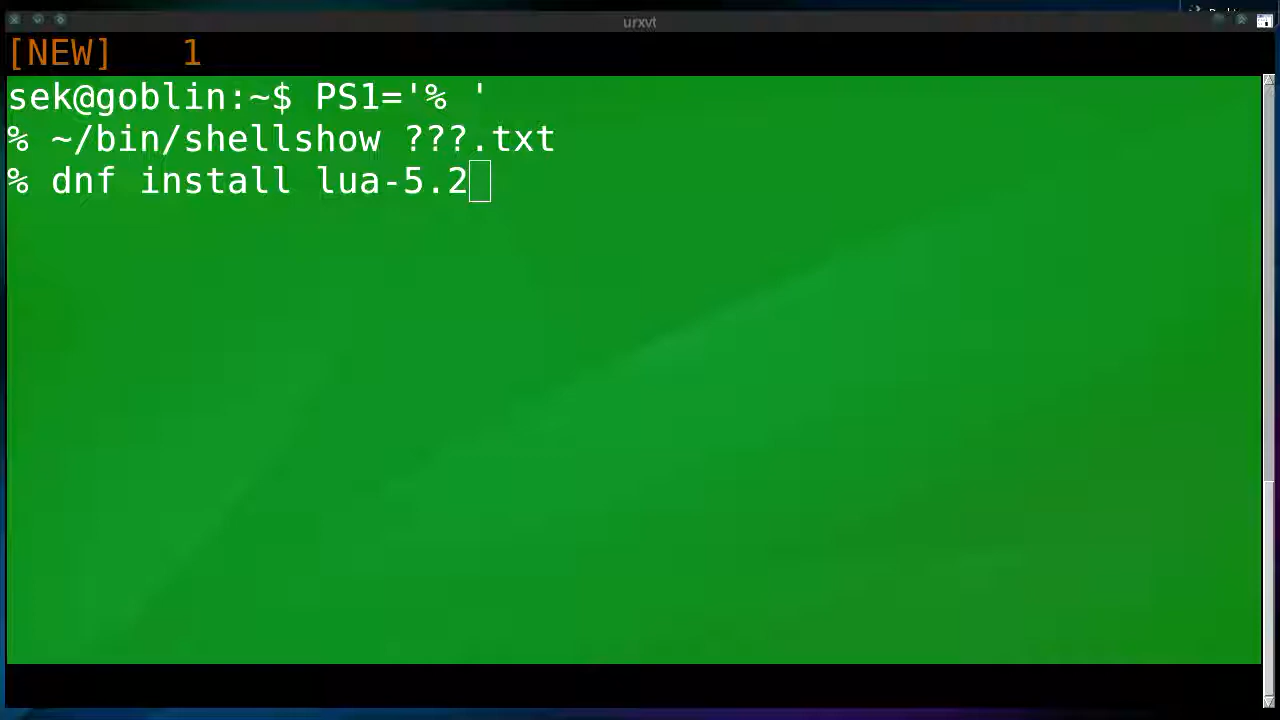 urxvt
[NEW] 1
sek@goblin:~$ PS1='% '
% ~/bin/shellshow ???.txt
% dnf install lua-5.2